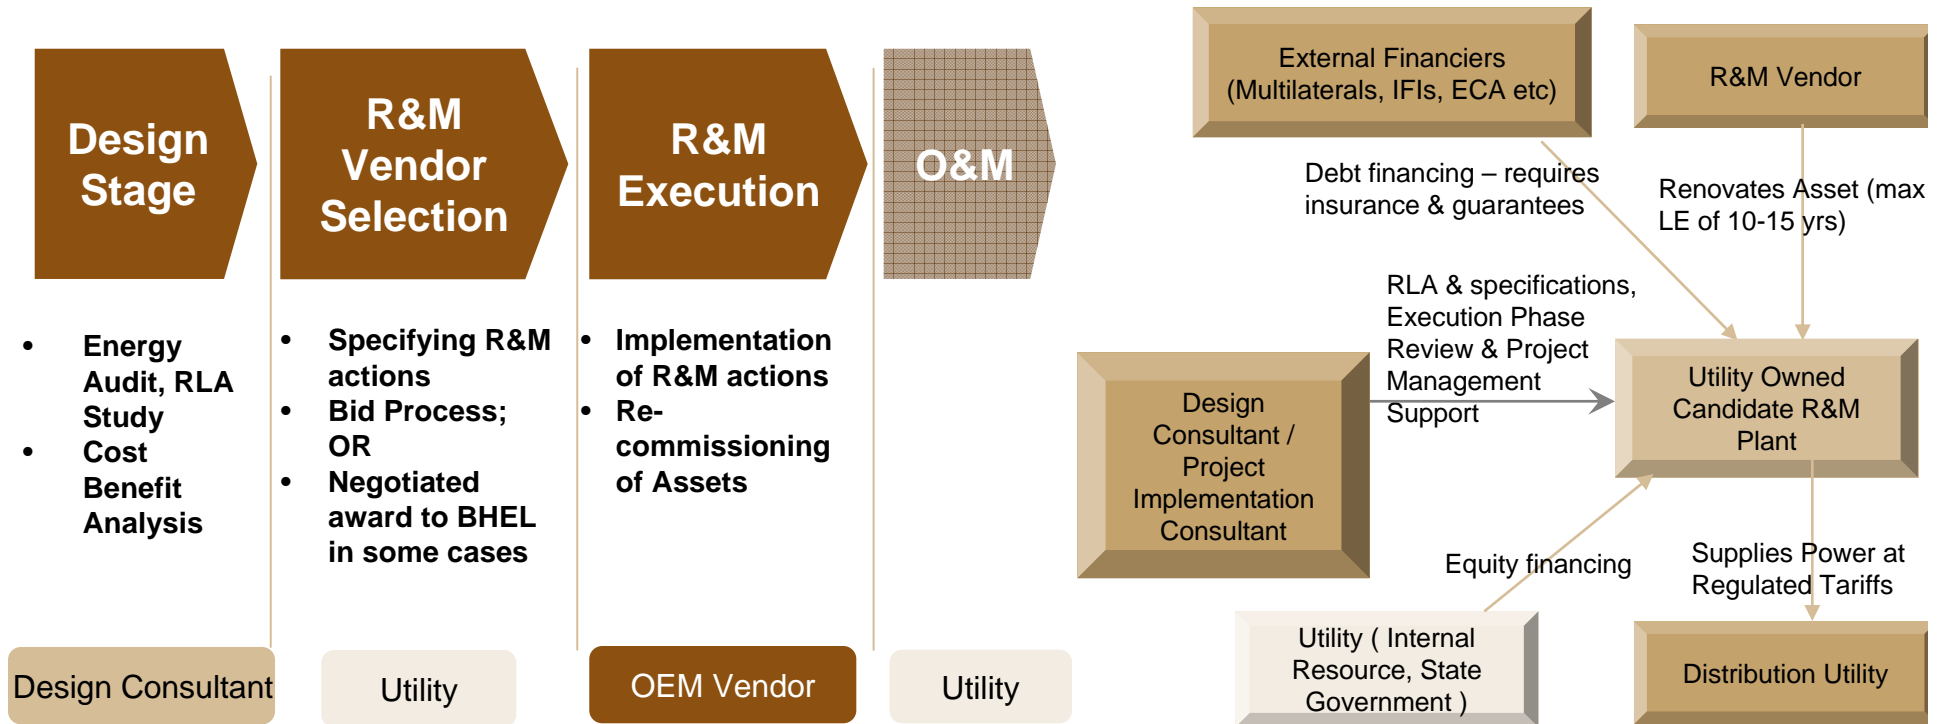 Design
Stage
R&M
Vendor
Selection
R&M
Execution
O&M
• Energy
Audit, RLA
Study
• Cost
Benefit
Analysis
• Specifying R&M
actions
• Bid Process;
OR
• Negotiated
award to BHEL
in some cases
• Implementation
of R&M actions
• Re-
commissioning
of Assets
Design Consultant
Utility
OEM Vendor
Utility
External Financiers
(Multilaterals, IFIs, ECA etc)
R&M Vendor
Debt financing – requires
insurance & guarantees
Renovates Asset (max
LE of 10-15 yrs)
RLA & specifications,
Execution Phase
Review & Project
Management
Support
Design
Consultant /
Project
Implementation
Consultant
Utility Owned
Candidate R&M
Plant
Equity financing
Supplies Power at
Regulated Tariffs
Utility ( Internal
Resource, State
Government )
Distribution Utility